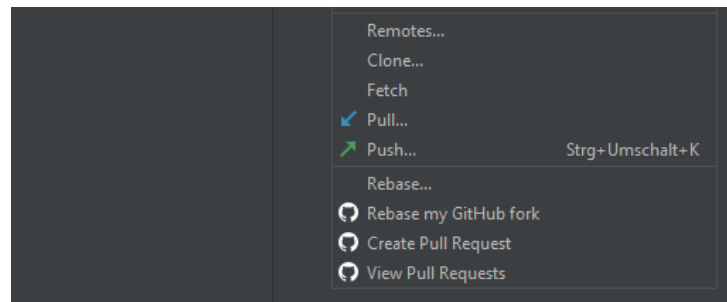 Remotes...
Clone...
Fetch
Pull...
Push... Strg+Umschalt+K
Rebase...
Rebase my GitHub fork
Create Pull Request
View Pull Requests